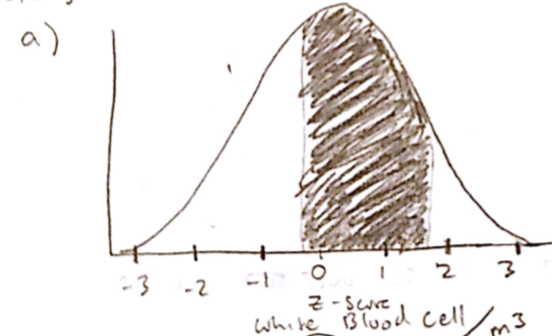 a)
-3 -2 -1 0 1 2 3
z-score
white Blood cell/m3